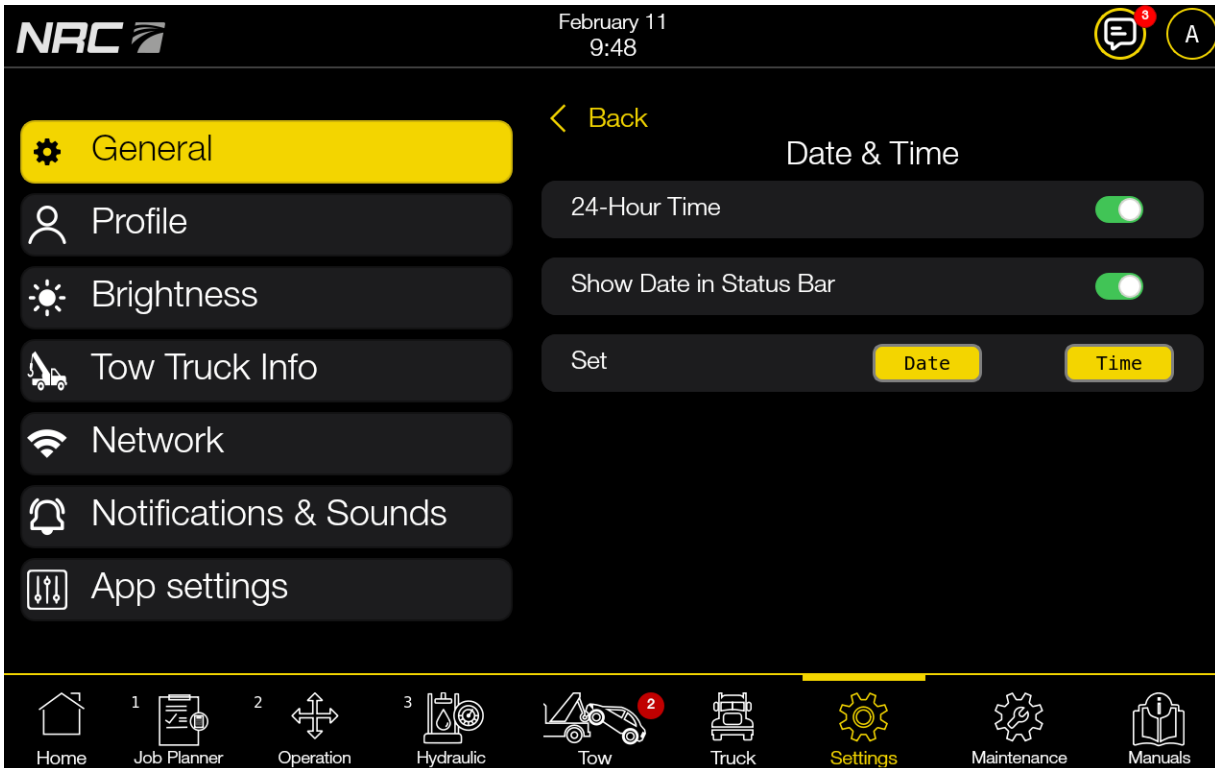 NRC
February 11
9:48
3
A
General
Profile
Brightness
Tow Truck Info
Network
Notifications & Sounds
App settings
Back
Date & Time
24-Hour Time
Show Date in Status Bar
Set Date Time
Home
1 Job Planner
2 Operation
3 Hydraulic
Tow 2
Truck
Settings
Maintenance
Manuals